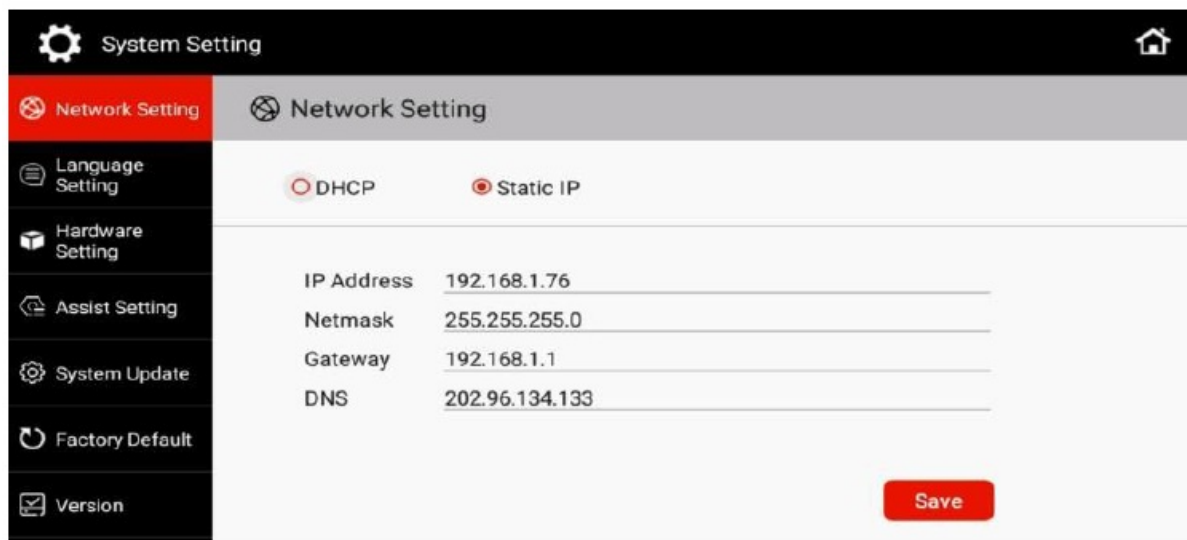 System Setting
Network Setting
Language
Setting
Hardware
Setting
Assist Setting
System Update
Factory Default
Version
Network Setting
DHCP
Static IP
IP Address 192.168.1.76
Netmask 255.255.255.0
Gateway 192.168.1.1
DNS 202.96.134.133
Save